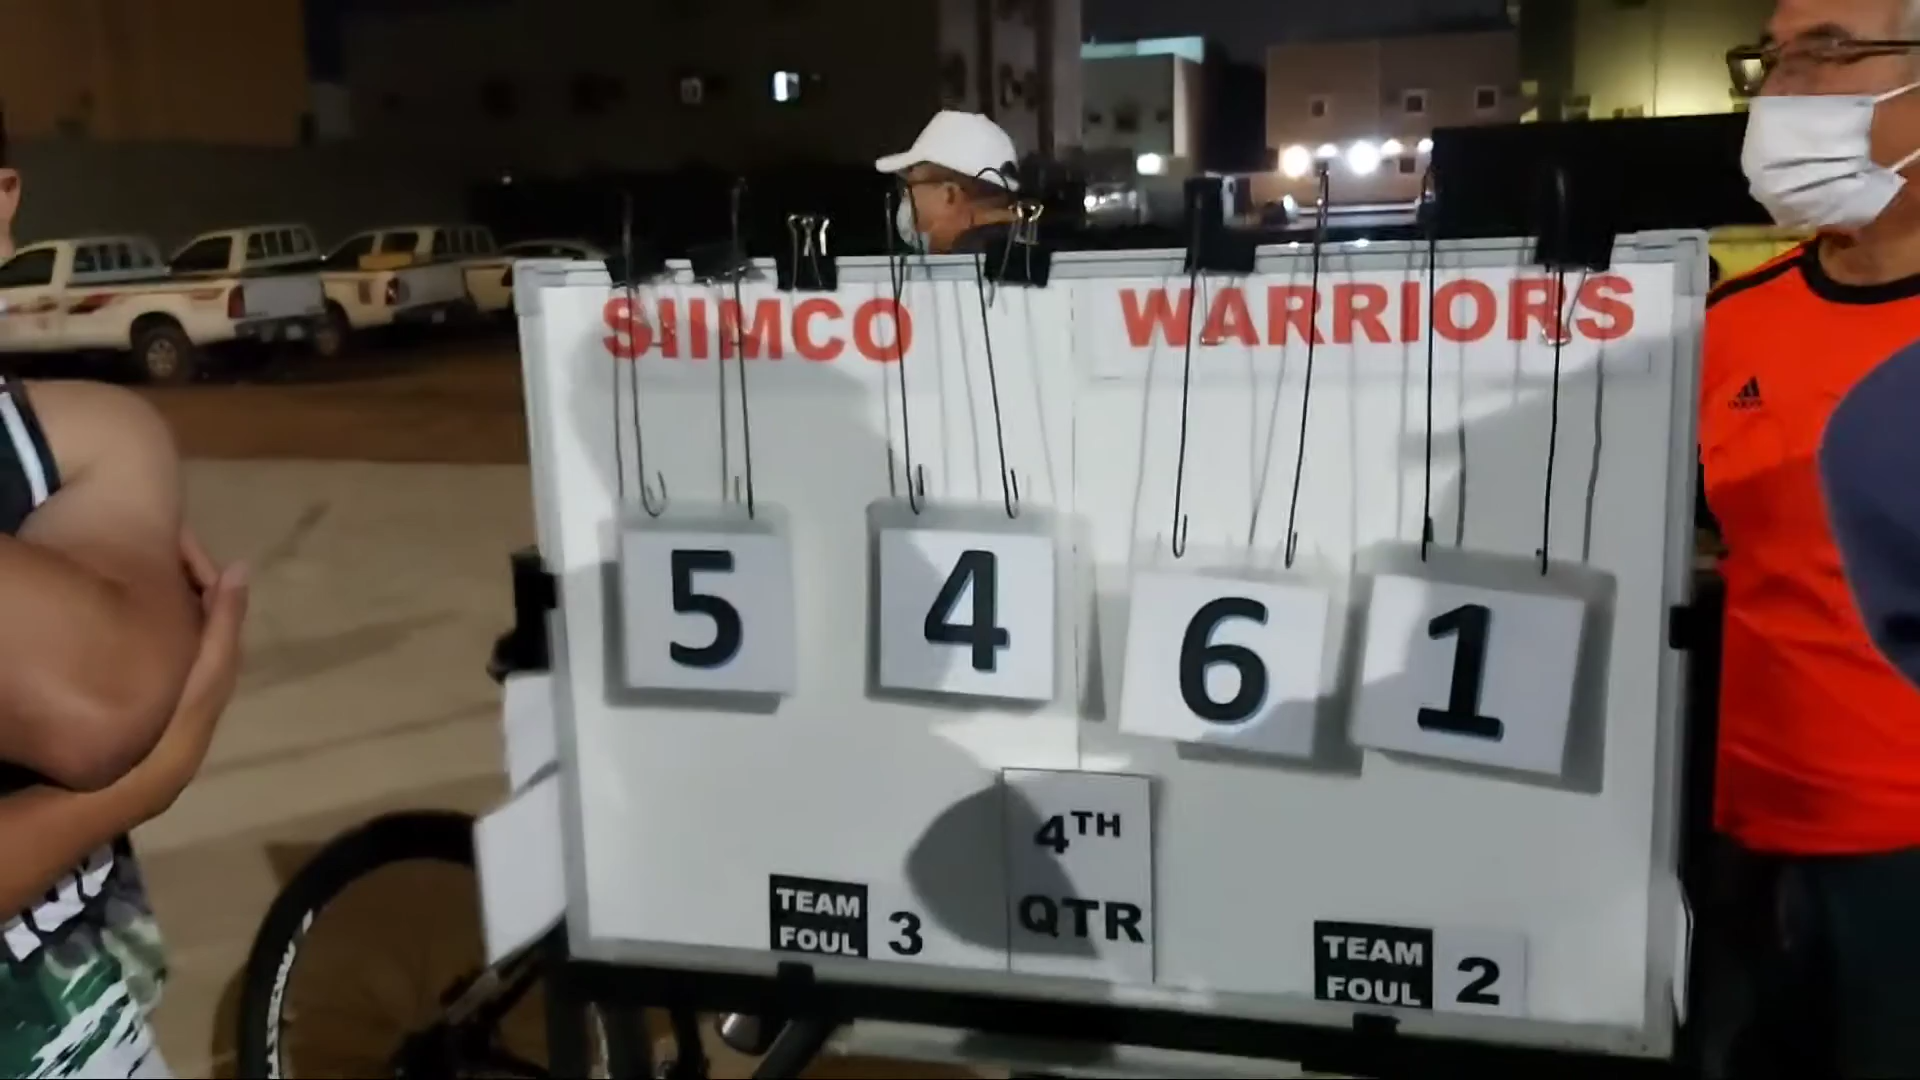 SIIMCO
WARRIORS
5 4
6 1
4TH
QTR
TEAM
FOUL
3
TEAM
FOUL
2